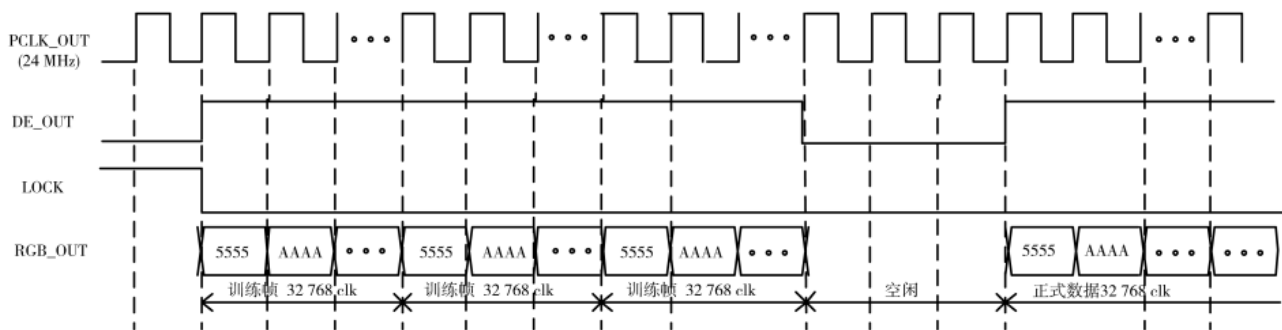 PCLK_OUT
(24 MHz)
DE_OUT
LOCK
RGB_OUT
5555 AAAA 5555 AAAA 5555 AAAA 5555 AAAA
训练帧 32 768 clk 训练帧 32 768 clk 训练帧 32 768 clk 空闲 正式数据32 768 clk